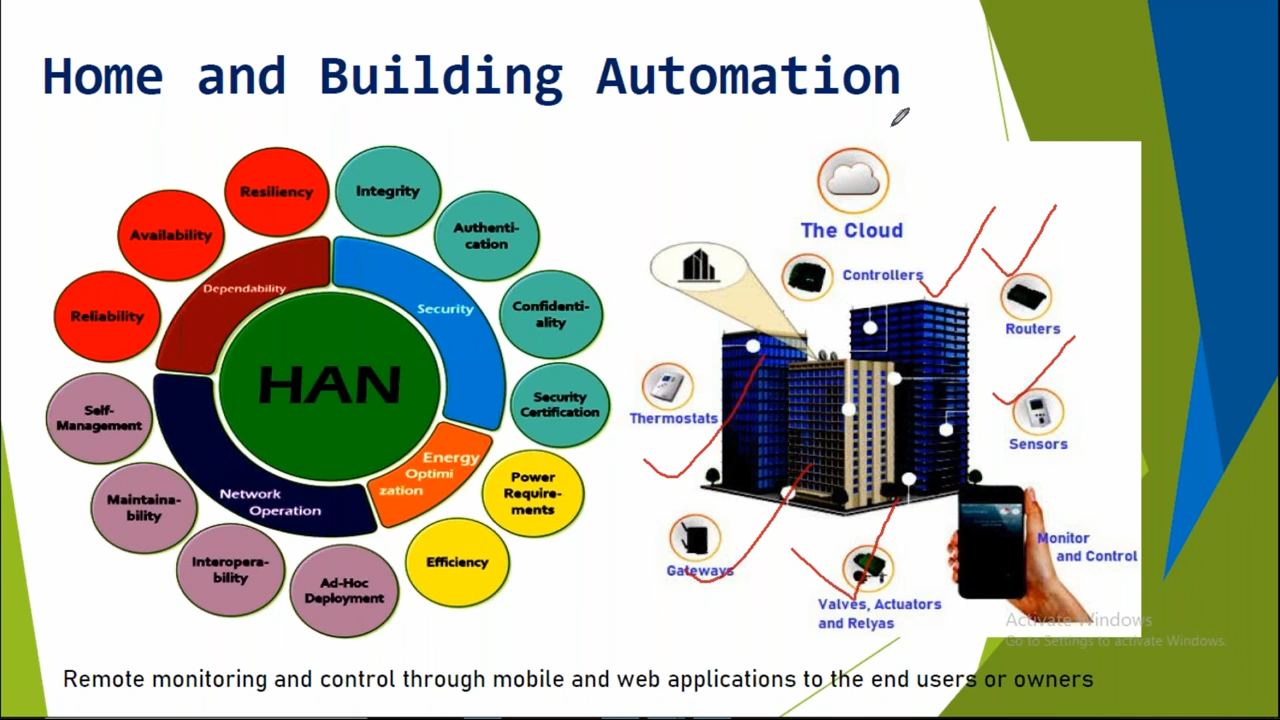 Home and Building Automation
Resiliency
Integrity
Availability
Authenti-
cation
Reliability
Confidenti-
ality
Self-
Management
Security
Certification
Maintaina-
bility
Power
Require-
ments
Interopera-
bility
Ad-Hoc
Deployment
Efficiency
Dependability
Security
Energy
Optimi
zation
Network
Operation
HAN
The Cloud
Controllers
Routers
Thermostats
Sensors
Gateways
Valves, Actuators
and Relyas
Monitor
and Control
Activate Windows
Go to Settings to activate Windows.
Remote monitoring and control through mobile and web applications to the end users or owners